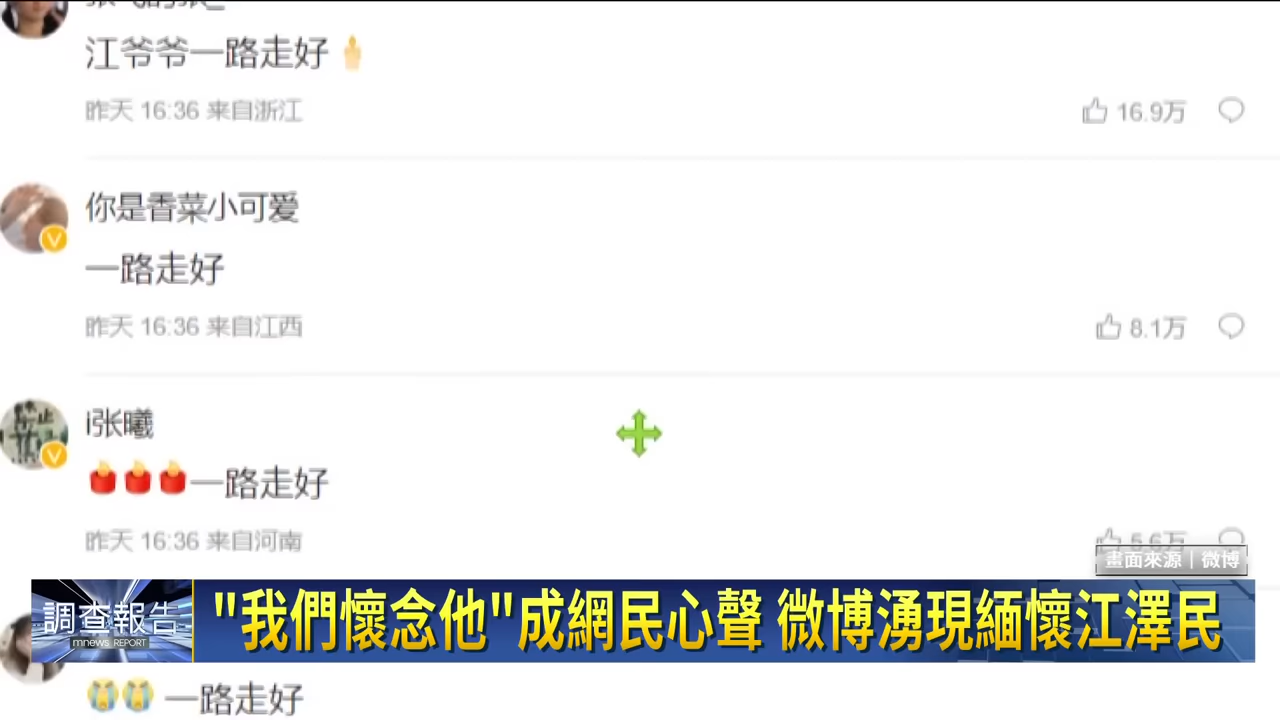 江爷爷一路走好
昨天 16:36 来自浙江
16.9万
你是香菜小可爱
一路走好
昨天 16:36 来自江西
8.1万
i张曦
一路走好
昨天 16:36 来自河南
5.6万
畫面來源｜微博
調查報告
mnews REPORT
"我們懷念他"成網民心聲 微博湧現緬懷江澤民
一路走好